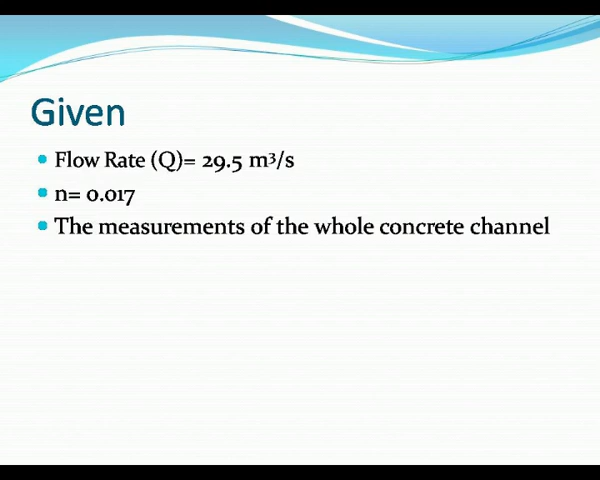 Given
Flow Rate (Q)= 29.5 m³/s
n= 0.017
The measurements of the whole concrete channel